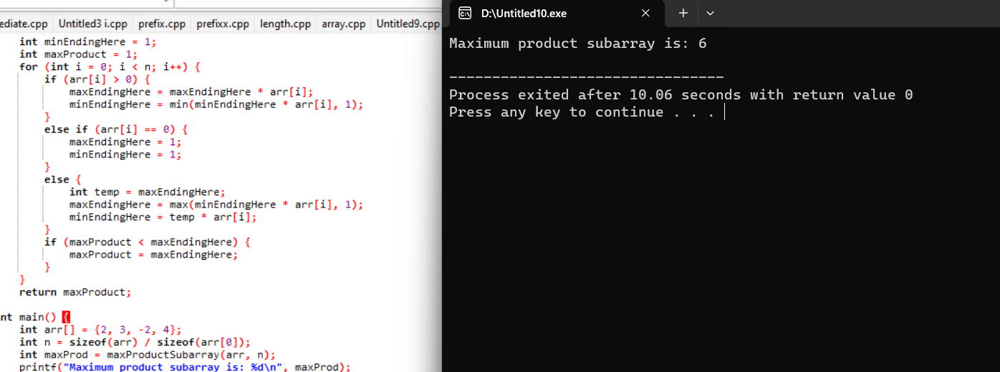 ediate.cpp Untitled3 i.cpp prefix.cpp prefixx.cpp length.cpp array.cpp Untitled9.cpp
int minEndingHere = 1;
int maxProduct = 1;
for (int i = 0; i < n; i++) {
if (arr[i] > 0) {
maxEndingHere = maxEndingHere * arr[i];
minEndingHere = min(minEndingHere * arr[i], 1);
}
else if (arr[i] == 0) {
maxEndingHere = 1;
minEndingHere = 1;
}
else {
int temp = maxEndingHere;
maxEndingHere = max(minEndingHere * arr[i], 1);
minEndingHere = temp * arr[i];
}
if (maxProduct < maxEndingHere) {
maxProduct = maxEndingHere;
}
}
return maxProduct;
nt main() {
int arr[] = {2, 3, -2, 4};
int n = sizeof(arr) / sizeof(arr[0]);
int maxProd = maxProductSubarray(arr, n);
printf("Maximum product subarray is: %d\n", maxProd);
D:\Untitled10.exe
Maximum product subarray is: 6
--------------------------------
Process exited after 10.06 seconds with return value 0
Press any key to continue . . .